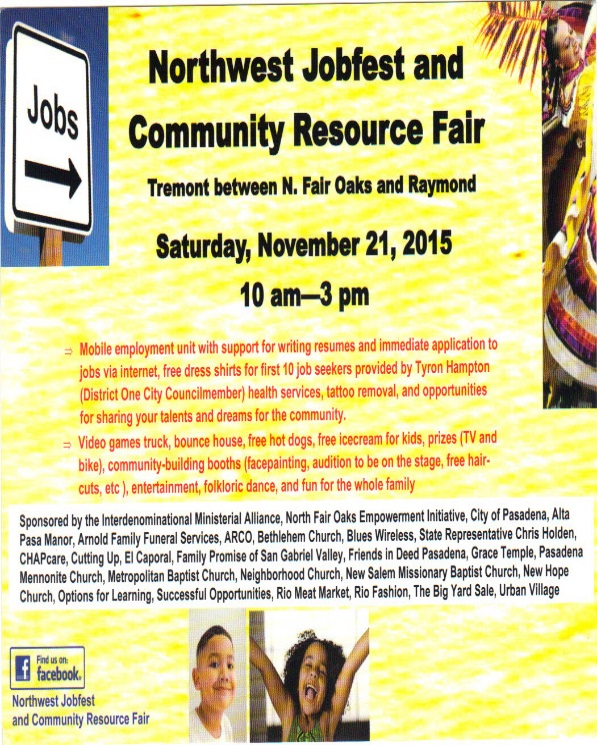 Jobs
Northwest Jobfest and
Community Resource Fair
Tremont between N. Fair Oaks and Raymond
Saturday, November 21, 2015
10 am—3 pm
⇒ Mobile employment unit with support for writing resumes and immediate application to
jobs via internet, free dress shirts for first 10 job seekers provided by Tyron Hampton
(District One City Councilmember) health services, tattoo removal, and opportunities
for sharing your talents and dreams for the community.
⇒ Video games truck, bounce house, free hot dogs, free icecream for kids, prizes (TV and
bike), community-building booths (facepainting, audition to be on the stage, free hair-
cuts, etc ), entertainment, folkloric dance, and fun for the whole family
Sponsored by the Interdenominational Ministerial Alliance, North Fair Oaks Empowerment Initiative, City of Pasadena, Alta
Pasa Manor, Arnold Family Funeral Services, ARCO, Bethlehem Church, Blues Wireless, State Representative Chris Holden,
CHAPcare, Cutting Up, El Caporal, Family Promise of San Gabriel Valley, Friends in Deed Pasadena, Grace Temple, Pasadena
Mennonite Church, Metropolitan Baptist Church, Neighborhood Church, New Salem Missionary Baptist Church, New Hope
Church, Options for Learning, Successful Opportunities, Rio Meat Market, Rio Fashion, The Big Yard Sale, Urban Village
f Find us on:
facebook.
Northwest Jobfest
and Community Resource Fair